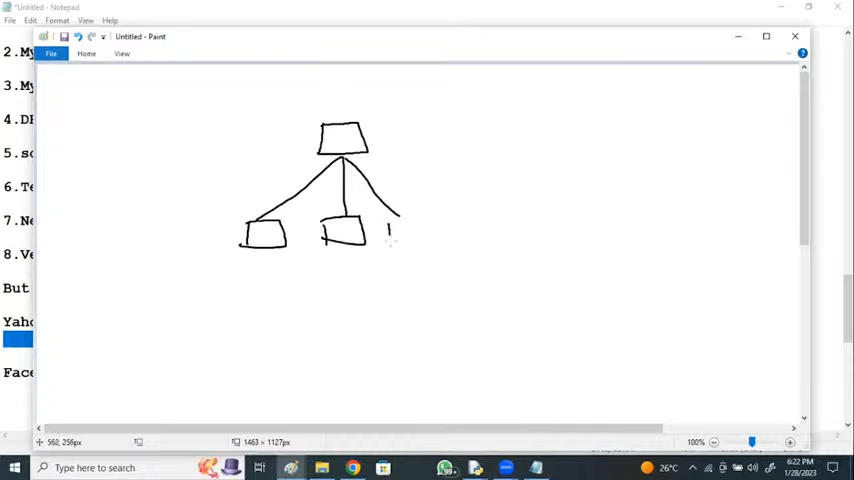 *Untitled - Notepad
File Edit Format View Help
Untitled - Paint
File Home View
2.My
3.My
4.DB
5.sc
6.Te
7.Ne
8.Ve
But
Yaho
Face
562, 256px
1463 × 1127px
100%
Type here to search
99+
26°C
6:22 PM
1/28/2023